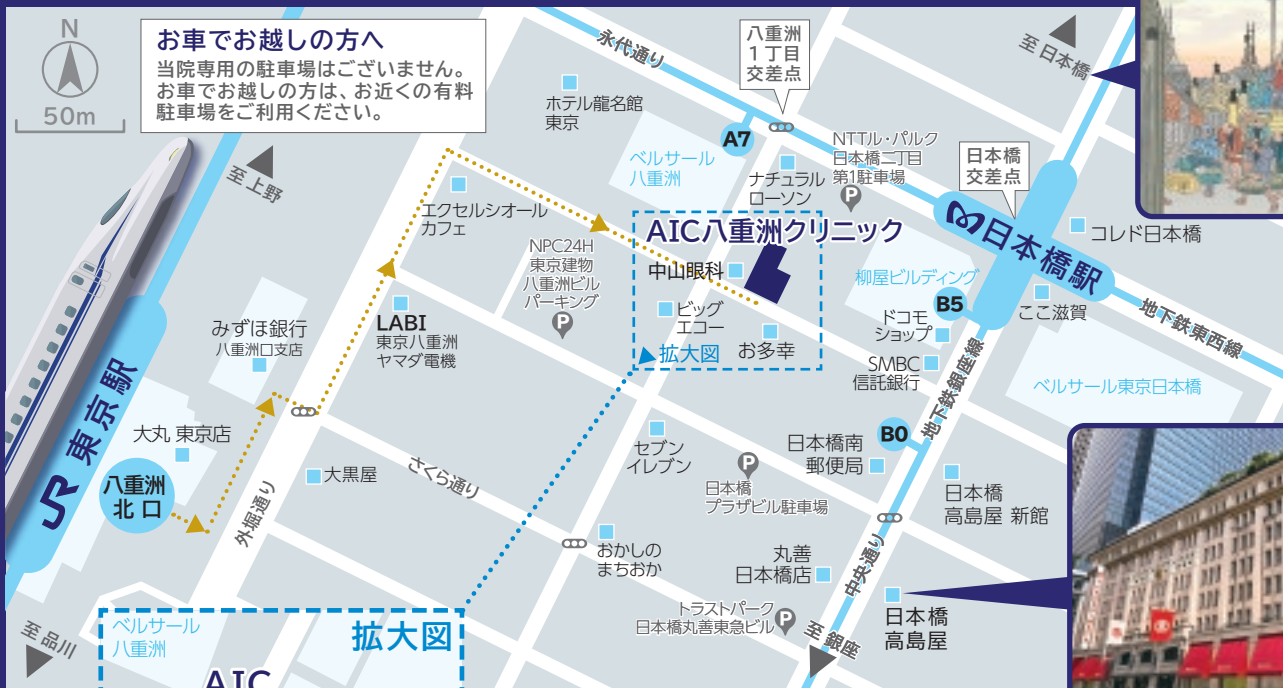 N
50m
お車でお越しの方へ
当院専用の駐車場はございません。
お車でお越しの方は、お近くの有料
駐車場をご利用ください。
永代通り
八重洲
1丁目
交差点
至日本橋
ホテル龍名館
東京
A7
ベルサール
八重洲
ナチュラル
ローソン
NTTル・パルク
日本橋二丁目
第1駐車場
P
日本橋
交差点
至上野
エクセルシオール
カフェ
AIC八重洲クリニック
日本橋駅
コレド日本橋
NPC24H
東京建物
八重洲ビル
パーキング
P
中山眼科
柳屋ビルディング
B5
ビッグ
エコー
お多幸
拡大図
ドコモ
ショップ
ここ滋賀
地下鉄東西線
みずほ銀行
八重洲口支店
LABI
東京八重洲
ヤマダ電機
SMBC
信託銀行
地下鉄銀座線
ベルサール東京日本橋
JR 東京駅
大丸 東京店
八重洲
北口
大黒屋
さくら通り
外堀通り
セブン
イレブン
P
日本橋
プラザビル駐車場
日本橋南
郵便局
B0
日本橋
高島屋 新館
おかしの
まちおか
丸善
日本橋店
中央通り
トラストパーク
日本橋丸善東急ビル
P
至銀座
日本橋
高島屋
至品川
ベルサール
八重洲
拡大図
AIC